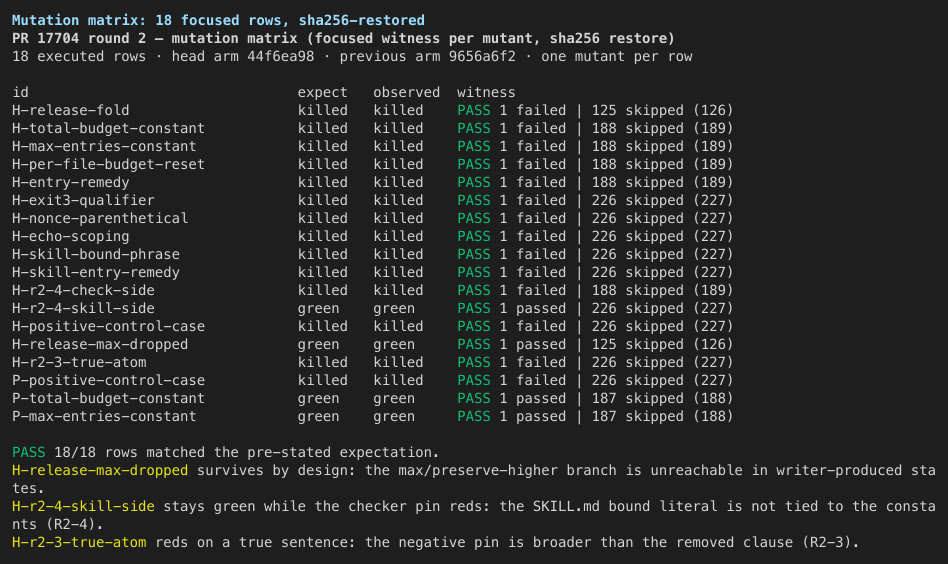 Mutation matrix: 18 focused rows, sha256-restored
PR 17704 round 2 — mutation matrix (focused witness per mutant, sha256 restore)
18 executed rows · head arm 44f6ea98 · previous arm 9656a6f2 · one mutant per row
id expect observed witness
H-release-fold killed killed PASS 1 failed | 125 skipped (126)
H-total-budget-constant killed killed PASS 1 failed | 188 skipped (189)
H-max-entries-constant killed killed PASS 1 failed | 188 skipped (189)
H-per-file-budget-reset killed killed PASS 1 failed | 188 skipped (189)
H-entry-remedy killed killed PASS 1 failed | 188 skipped (189)
H-exit3-qualifier killed killed PASS 1 failed | 226 skipped (227)
H-nonce-parenthetical killed killed PASS 1 failed | 226 skipped (227)
H-echo-scoping killed killed PASS 1 failed | 226 skipped (227)
H-skill-bound-phrase killed killed PASS 1 failed | 226 skipped (227)
H-skill-entry-remedy killed killed PASS 1 failed | 226 skipped (227)
H-r2-4-check-side killed killed PASS 1 failed | 188 skipped (189)
H-r2-4-skill-side green green PASS 1 passed | 226 skipped (227)
H-positive-control-case killed killed PASS 1 failed | 226 skipped (227)
H-release-max-dropped green green PASS 1 passed | 125 skipped (126)
H-r2-3-true-atom killed killed PASS 1 failed | 226 skipped (227)
P-positive-control-case killed killed PASS 1 failed | 226 skipped (227)
P-total-budget-constant green green PASS 1 passed | 187 skipped (188)
P-max-entries-constant green green PASS 1 passed | 187 skipped (188)
PASS 18/18 rows matched the pre-stated expectation.
H-release-max-dropped survives by design: the max/preserve-higher branch is unreachable in writer-produced sta
tes.
H-r2-4-skill-side stays green while the checker pin reds: the SKILL.md bound literal is not tied to the consta
nts (R2-4).
H-r2-3-true-atom reds on a true sentence: the negative pin is broader than the removed clause (R2-3).